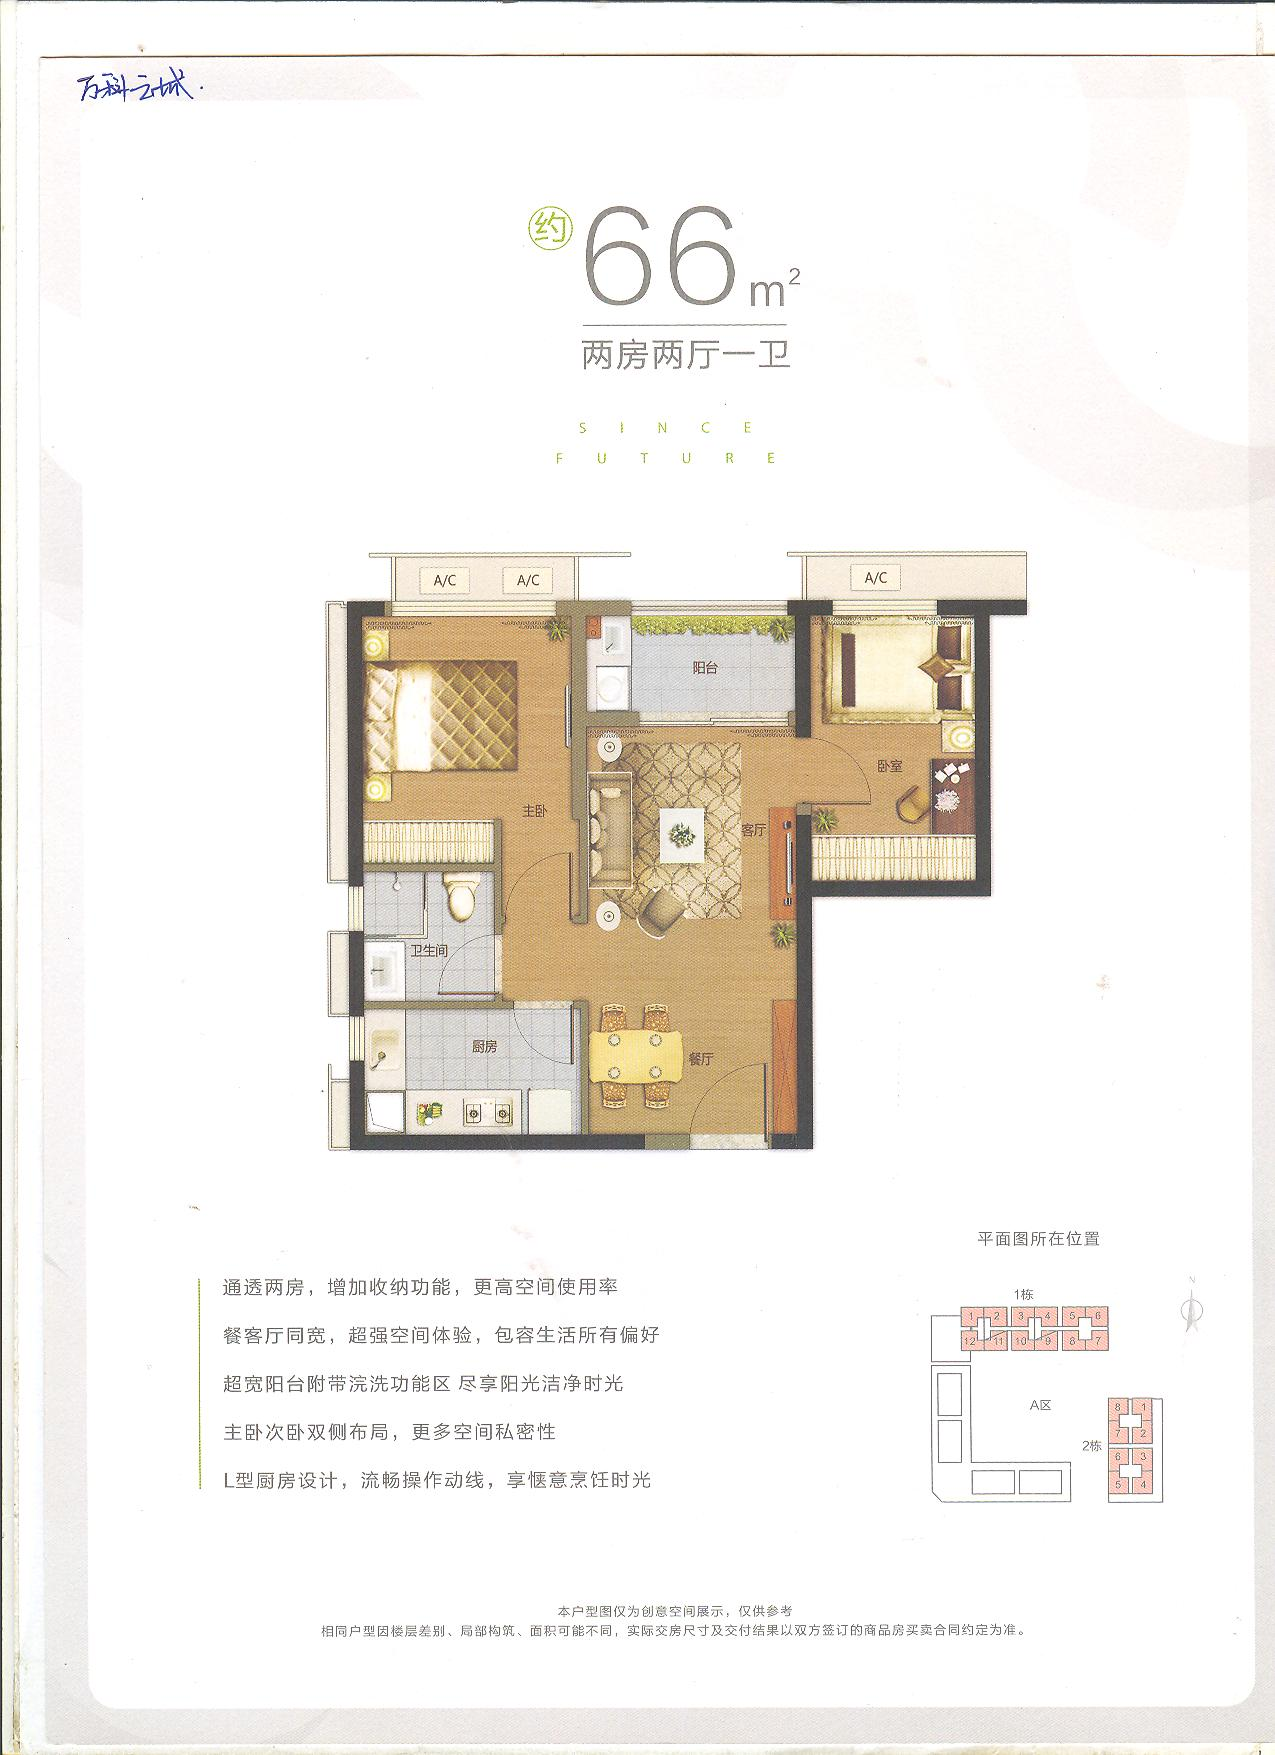 万科云城.
约66m²
两房两厅一卫
SINCE
FUTURE
A/C A/C A/C
阳台
卧室
主卧
客厅
卫生间
厨房
餐厅
平面图所在位置
通透两房，增加收纳功能，更高空间使用率
餐客厅同宽，超强空间体验，包容生活所有偏好
超宽阳台附带浣洗功能区 尽享阳光洁净时光
主卧次卧双侧布局，更多空间私密性
L型厨房设计，流畅操作动线，享惬意烹饪时光
N
1栋
1 2 3 4 5 6
12 11 10 9 8 7
A区
2栋
8 1
7 2
6 3
5 4
本户型图仅为创意空间展示，仅供参考
相同户型因楼层差别、局部构筑、面积可能不同，实际交房尺寸及交付结果以双方签订的商品房买卖合同约定为准。